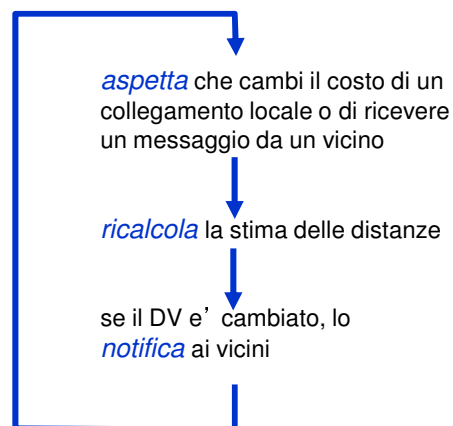 aspetta che cambi il costo di un
collegamento locale o di ricevere
un messaggio da un vicino
ricalcola la stima delle distanze
se il DV e’ cambiato, lo
notifica ai vicini